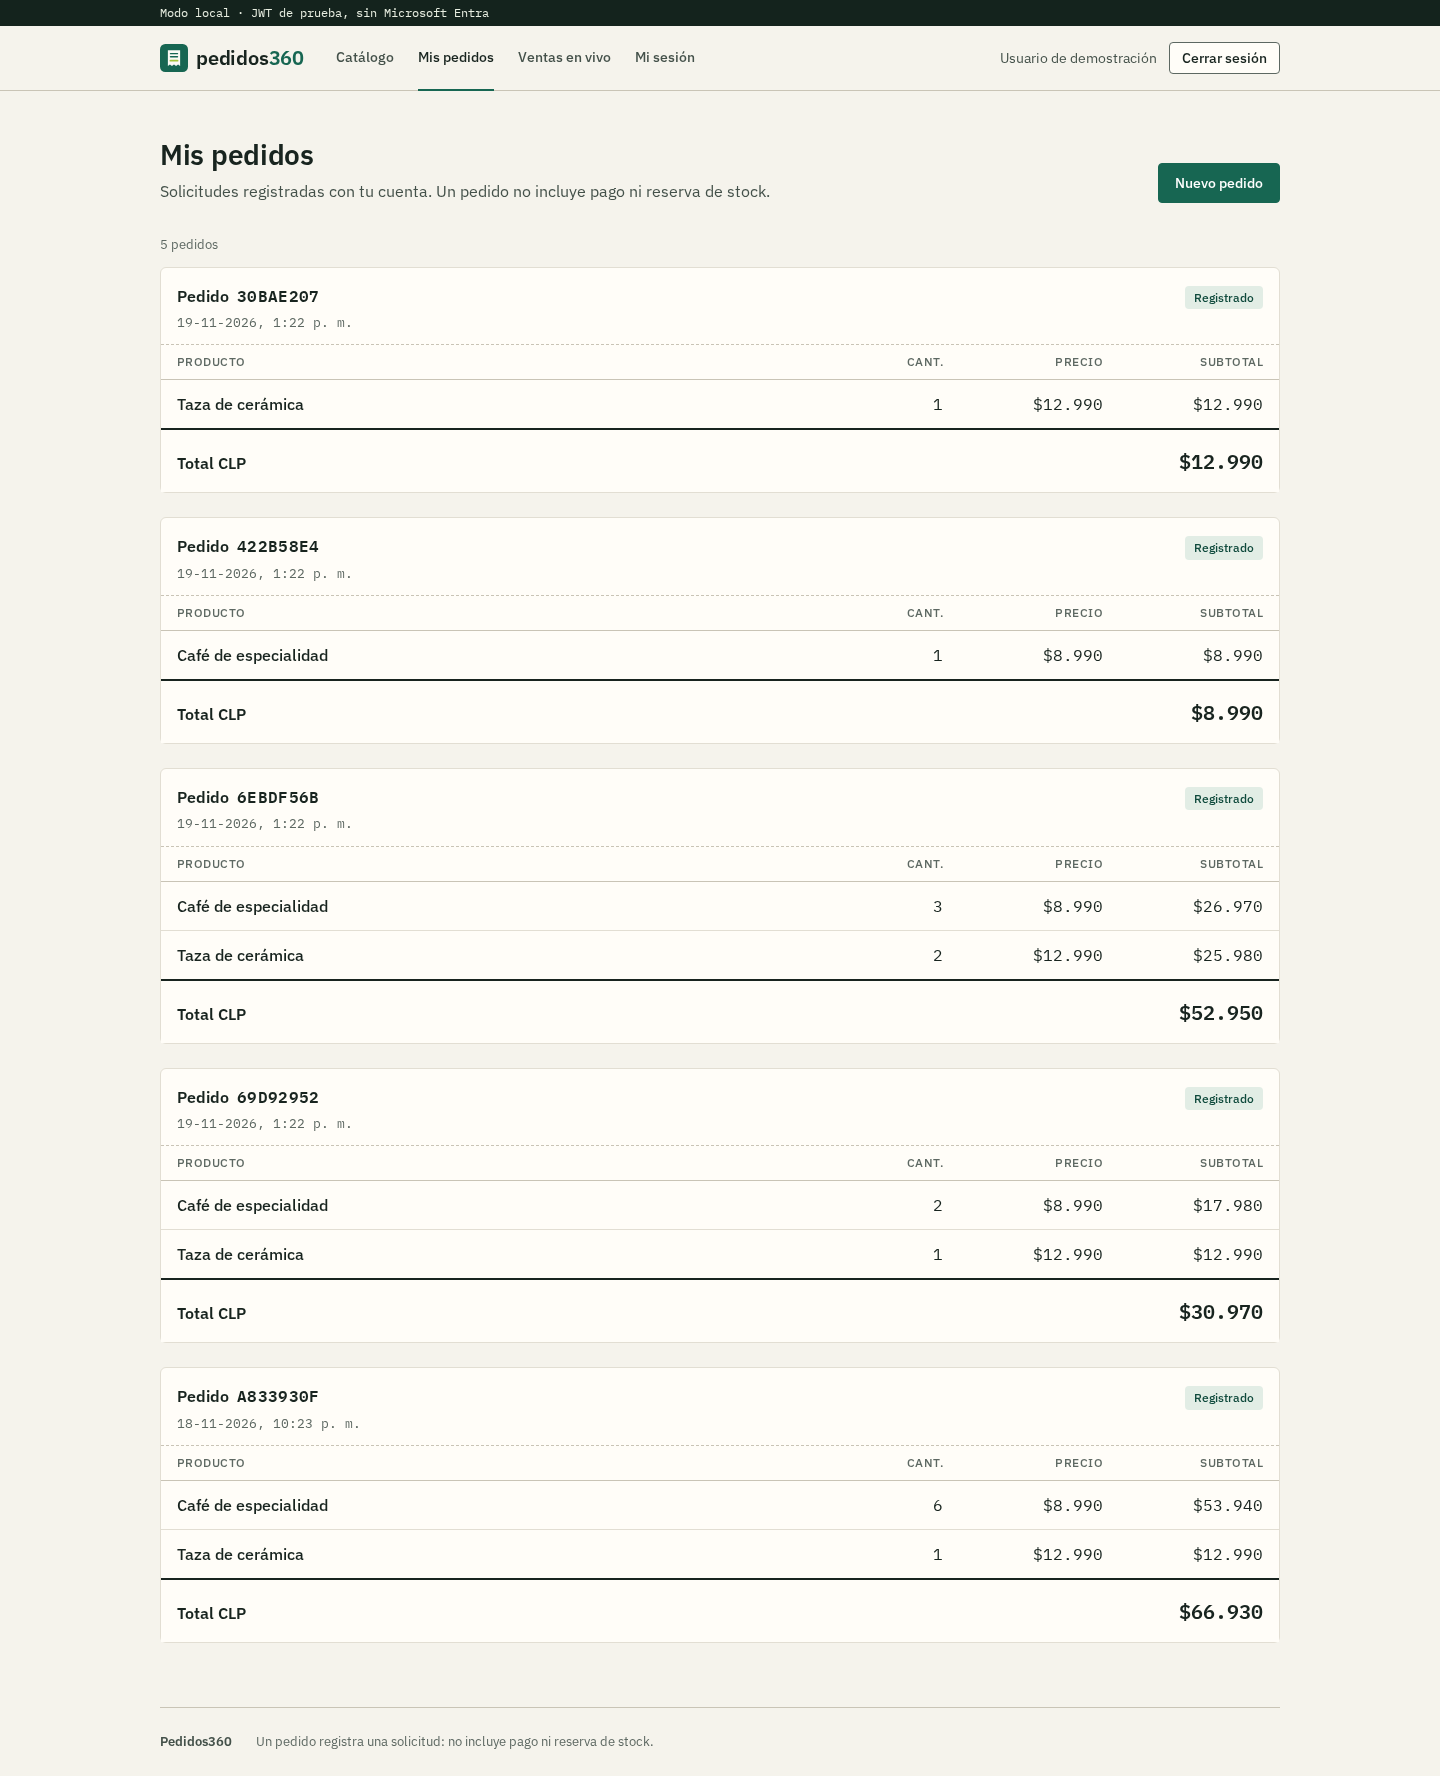 Modo local · JWT de prueba, sin Microsoft Entra
pedidos360 Catálogo Mis pedidos Ventas en vivo Mi sesión Usuario de demostración Cerrar sesión
Mis pedidos
Solicitudes registradas con tu cuenta. Un pedido no incluye pago ni reserva de stock.
Nuevo pedido
5 pedidos
Pedido 30BAE207 Registrado
19-11-2026, 1:22 p. m.
PRODUCTO CANT. PRECIO SUBTOTAL
Taza de cerámica 1 $12.990 $12.990
Total CLP $12.990
Pedido 422B58E4 Registrado
19-11-2026, 1:22 p. m.
PRODUCTO CANT. PRECIO SUBTOTAL
Café de especialidad 1 $8.990 $8.990
Total CLP $8.990
Pedido 6EBDF56B Registrado
19-11-2026, 1:22 p. m.
PRODUCTO CANT. PRECIO SUBTOTAL
Café de especialidad 3 $8.990 $26.970
Taza de cerámica 2 $12.990 $25.980
Total CLP $52.950
Pedido 69D92952 Registrado
19-11-2026, 1:22 p. m.
PRODUCTO CANT. PRECIO SUBTOTAL
Café de especialidad 2 $8.990 $17.980
Taza de cerámica 1 $12.990 $12.990
Total CLP $30.970
Pedido A833930F Registrado
18-11-2026, 10:23 p. m.
PRODUCTO CANT. PRECIO SUBTOTAL
Café de especialidad 6 $8.990 $53.940
Taza de cerámica 1 $12.990 $12.990
Total CLP $66.930
Pedidos360 Un pedido registra una solicitud: no incluye pago ni reserva de stock.